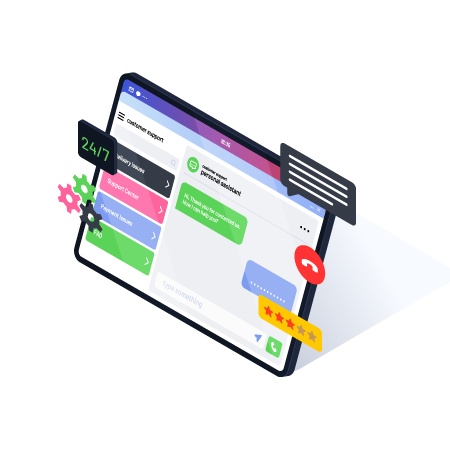 customer support
24/7
Delivery Issues
Support Center
Payment Issues
FAQ
customer support
personal assistant
Hi, Thank you for connected us.
How I can help you?
Type something